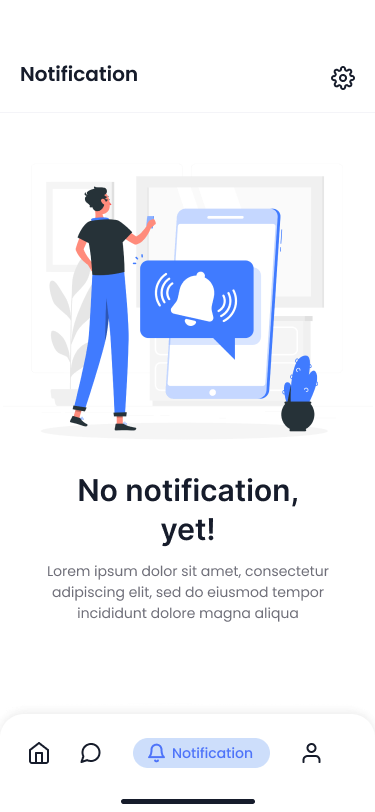 Notification
No notification,
yet!
Lorem ipsum dolor sit amet, consectetur
adipiscing elit, sed do eiusmod tempor
incididunt dolore magna aliqua
Notification